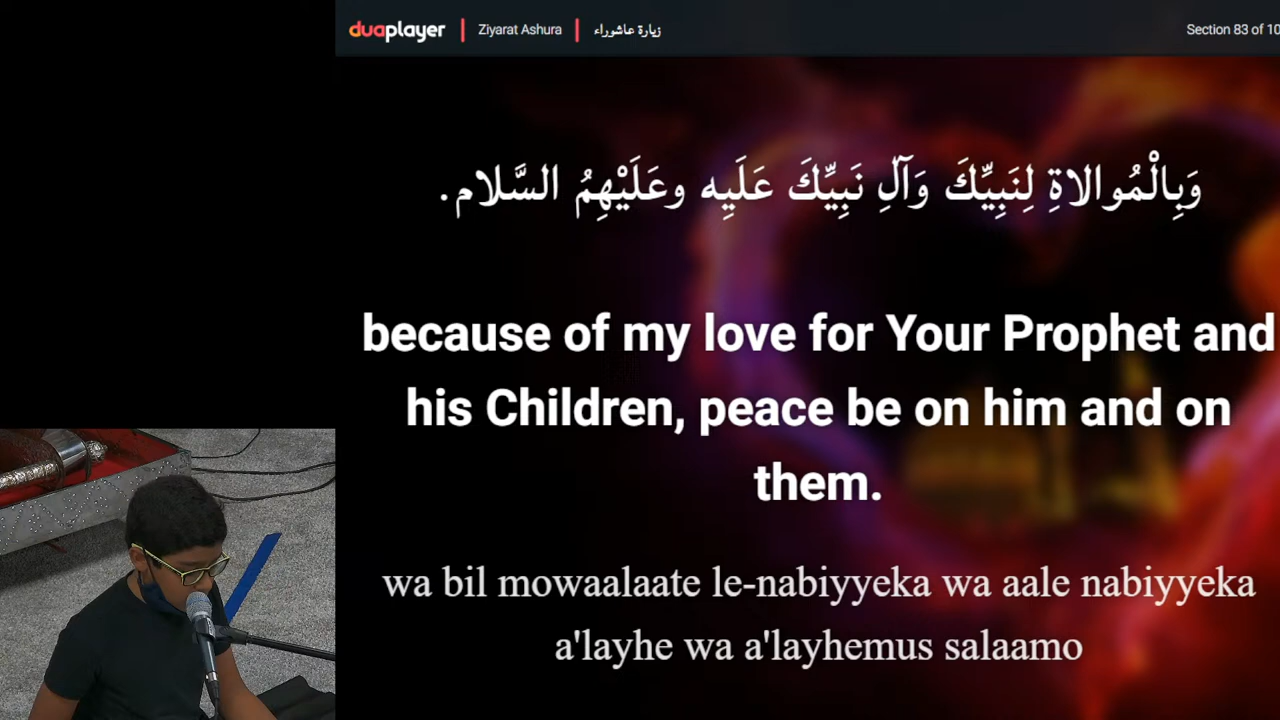 duaplayer | Ziyarat Ashura | زيارة عاشوراء
Section 83 of 10
وَبِالْمُوالاةِ لِنَبِيِّكَ وَآلِ نَبِيِّكَ عَلَيِه وعَلَيْهِمُ السَّلام.
because of my love for Your Prophet and
his Children, peace be on him and on
them.
wa bil mowaalaate le-nabiyyeka wa aale nabiyyeka
a'layhe wa a'layhemus salaamo